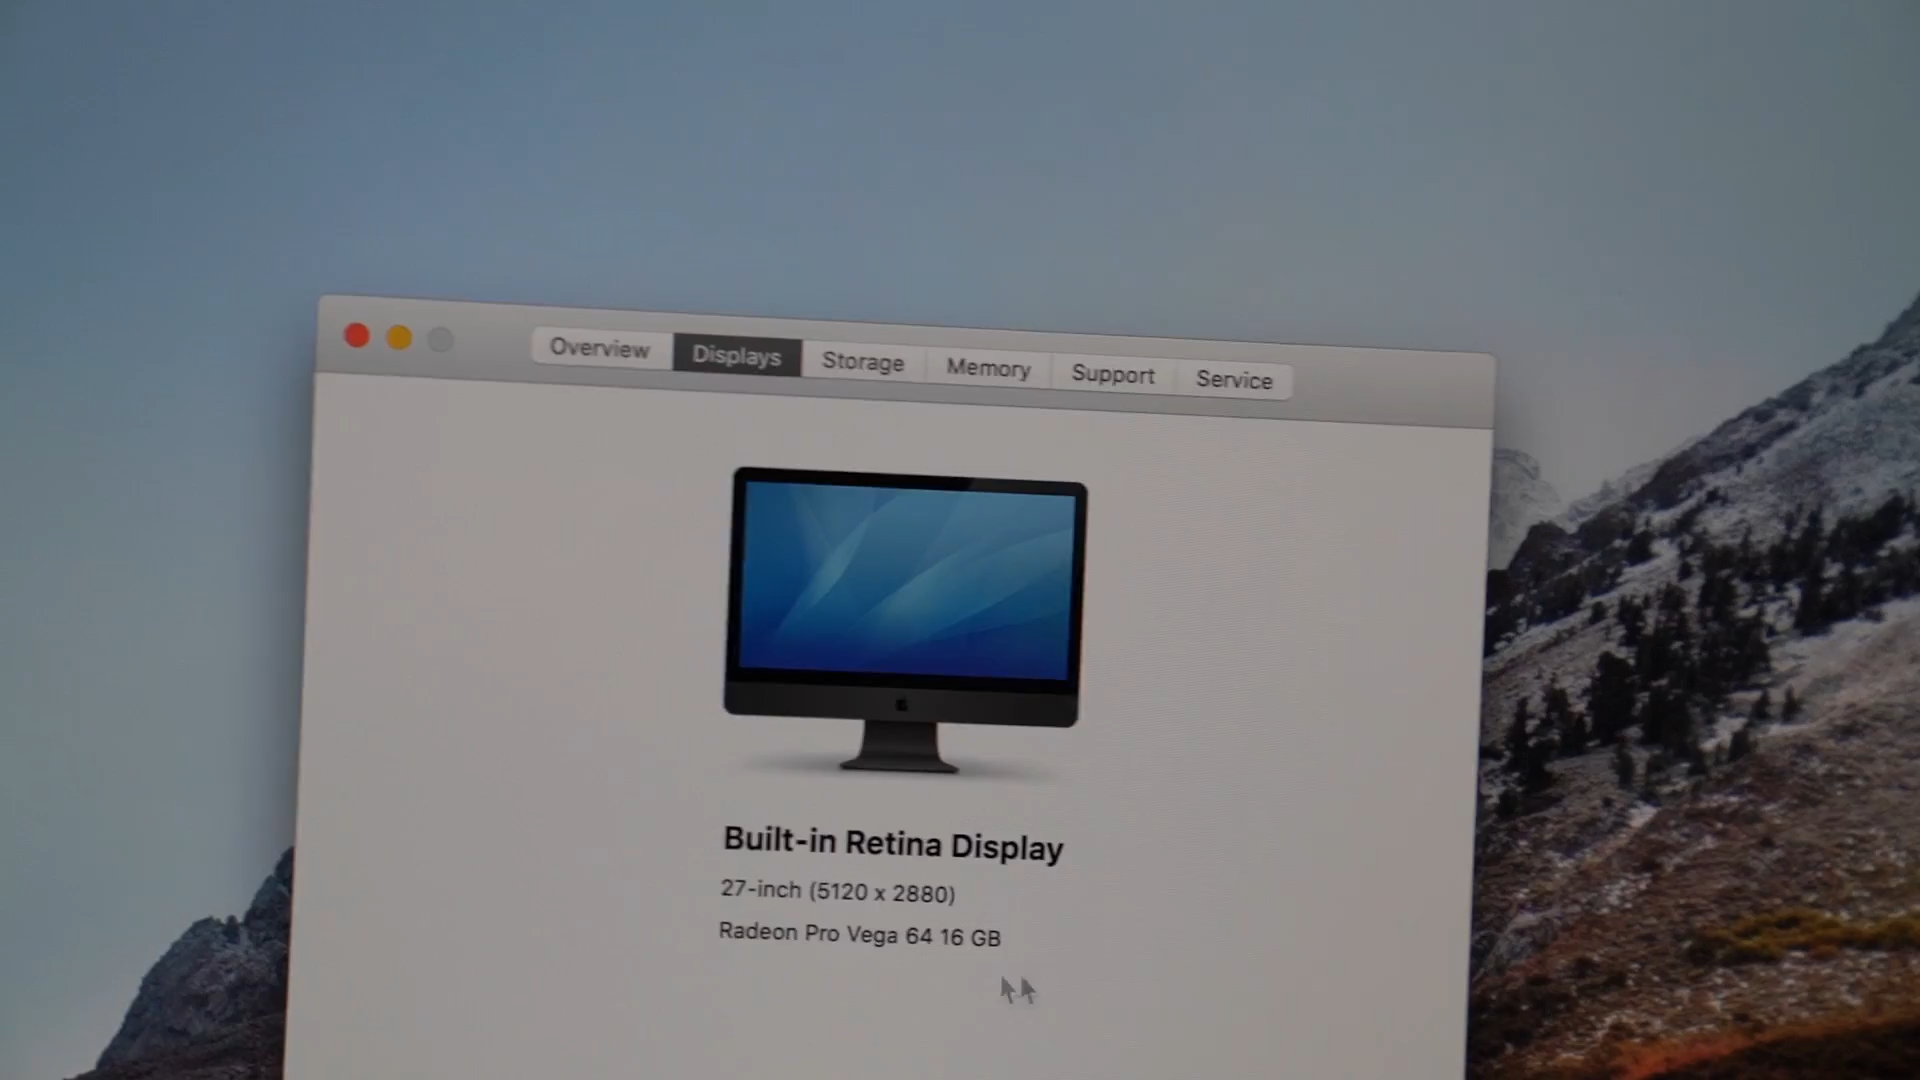 Overview Displays Storage Memory Support Service
Built-in Retina Display
27-inch (5120 x 2880)
Radeon Pro Vega 64 16 GB